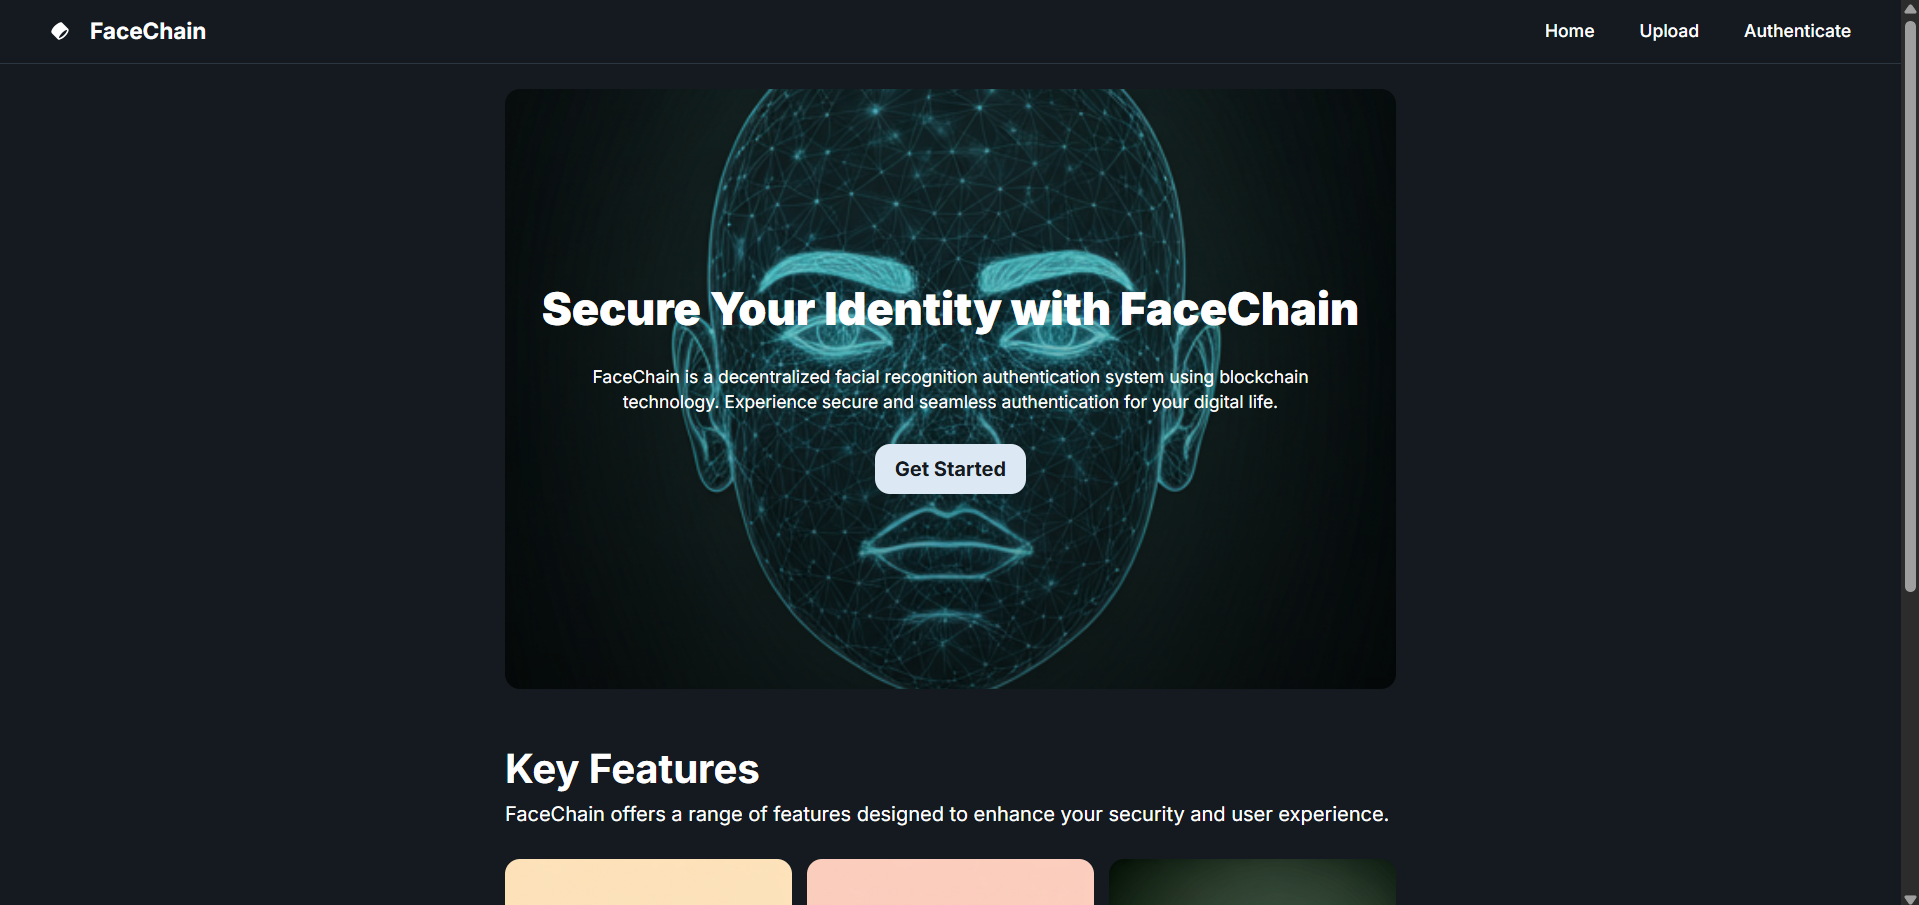 FaceChain
Home
Upload
Authenticate
Secure Your Identity with FaceChain
FaceChain is a decentralized facial recognition authentication system using blockchain
technology. Experience secure and seamless authentication for your digital life.
Get Started
Key Features
FaceChain offers a range of features designed to enhance your security and user experience.